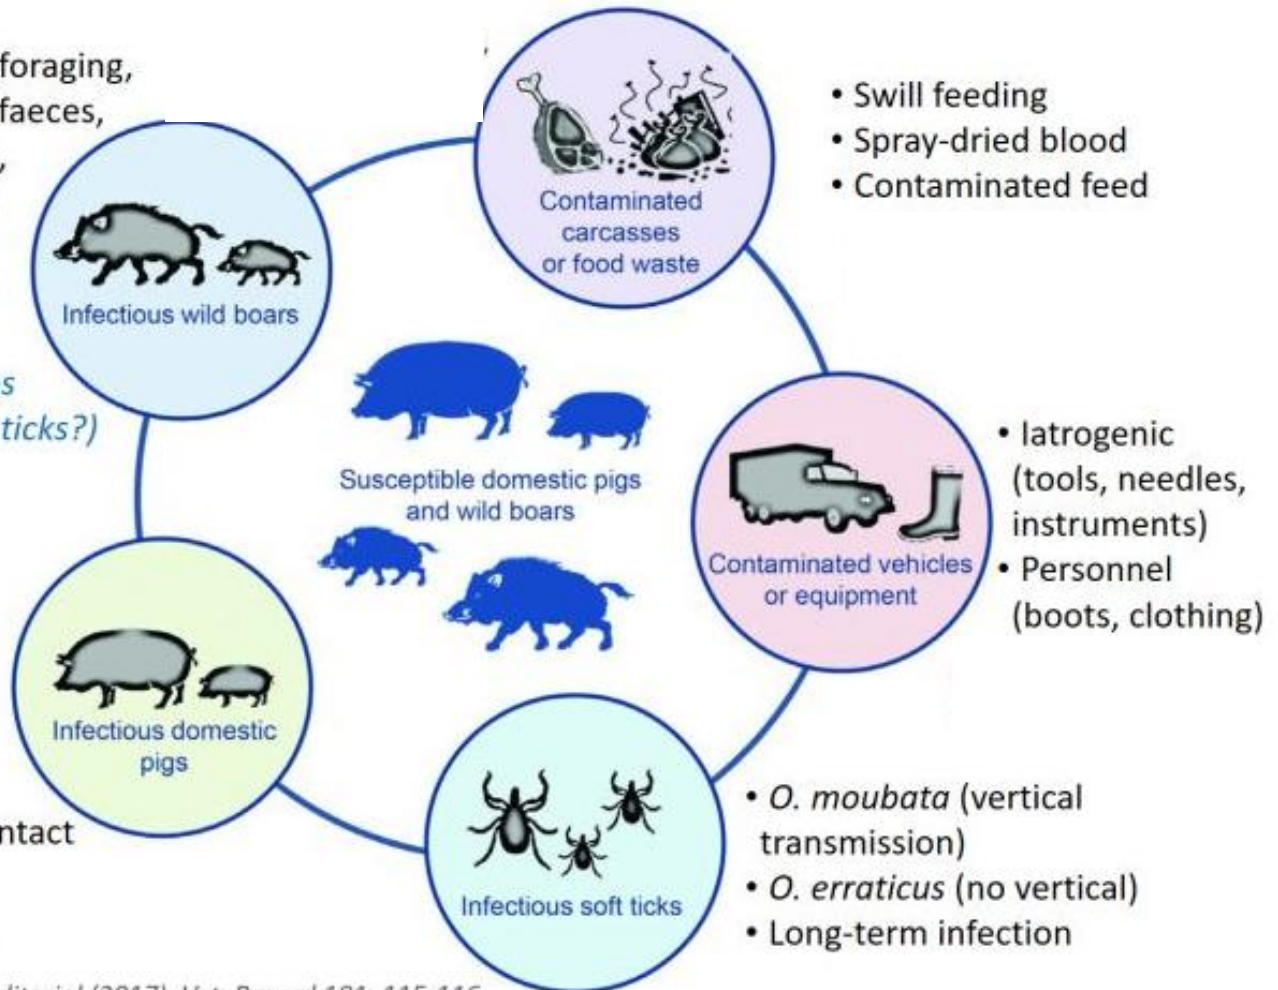 foraging,
faeces,
Infectious wild boars
s
ticks?)
Contaminated
carcasses
or food waste
• Swill feeding
• Spray-dried blood
• Contaminated feed
Susceptible domestic pigs
and wild boars
Contaminated vehicles
or equipment
• Iatrogenic
(tools, needles,
instruments)
• Personnel
(boots, clothing)
Infectious domestic
pigs
ntact
Infectious soft ticks
• O. moubata (vertical
transmission)
• O. erraticus (no vertical)
• Long-term infection